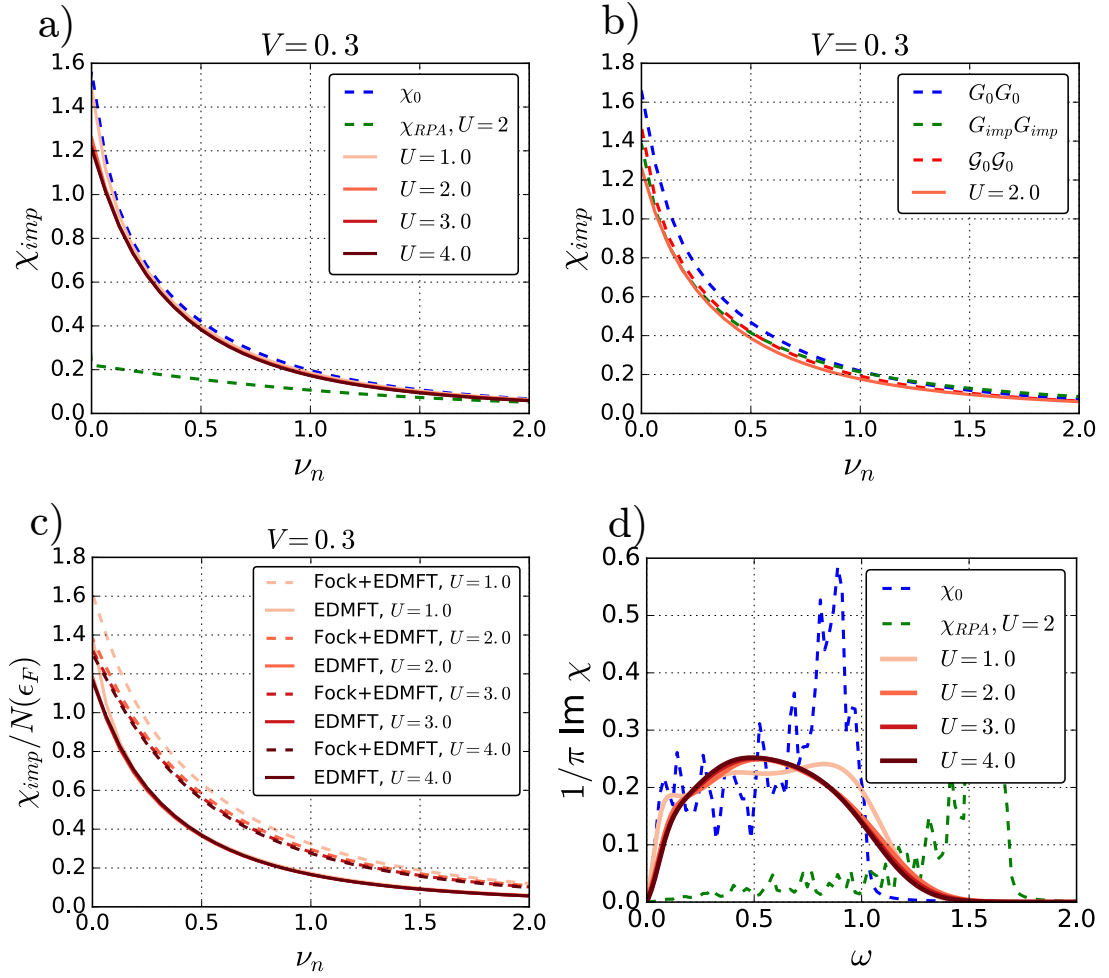 a)
V=0.3
1.6
1.4
1.2
1.0
0.8
0.6
0.4
0.2
0.0
χ_imp
0.0 0.5 1.0 1.5 2.0
ν_n
χ_0
χ_RPA, U=2
U=1.0
U=2.0
U=3.0
U=4.0
b)
V=0.3
1.8
1.6
1.4
1.2
1.0
0.8
0.6
0.4
0.2
0.0
χ_imp
0.0 0.5 1.0 1.5 2.0
ν_n
G_0G_0
G_impG_imp
𝒢_0𝒢_0
U=2.0
c)
V=0.3
1.8
1.6
1.4
1.2
1.0
0.8
0.6
0.4
0.2
0.0
χ_imp/N(ϵ_F)
0.0 0.5 1.0 1.5 2.0
ν_n
Fock+EDMFT, U=1.0
EDMFT, U=1.0
Fock+EDMFT, U=2.0
EDMFT, U=2.0
Fock+EDMFT, U=3.0
EDMFT, U=3.0
Fock+EDMFT, U=4.0
EDMFT, U=4.0
d)
0.6
0.5
0.4
0.3
0.2
0.1
0.0
1/π Im χ
0.0 0.5 1.0 1.5 2.0
ω
χ_0
χ_RPA, U=2
U=1.0
U=2.0
U=3.0
U=4.0